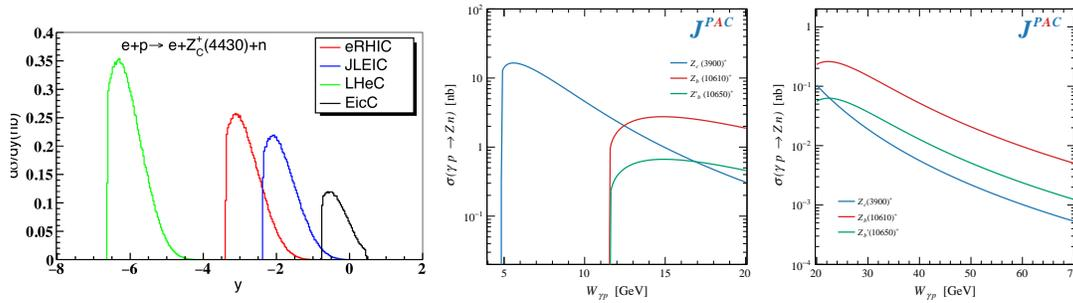 e+p→ e+Z_C^+(4430)+n
eRHIC
JLEIC
LHeC
EicC
0.4
0.35
0.3
0.25
0.2
0.15
0.1
0.05
0
−8
−6
−4
−2
0
2
y
J^PAC
Z_c (3900)^+
Z_b (10610)^+
Z'_b (10650)^+
σ(γ p → Z n) [nb]
10^2
10
1
10^−1
5
10
15
20
W_γp [GeV]
J^PAC
Z_c(3900)^+
Z_b(10610)^+
Z_b'(10650)^+
σ(γ p → Z n) [nb]
1
10^−1
10^−2
10^−3
10^−4
20
30
40
50
60
70
W_γp [GeV]